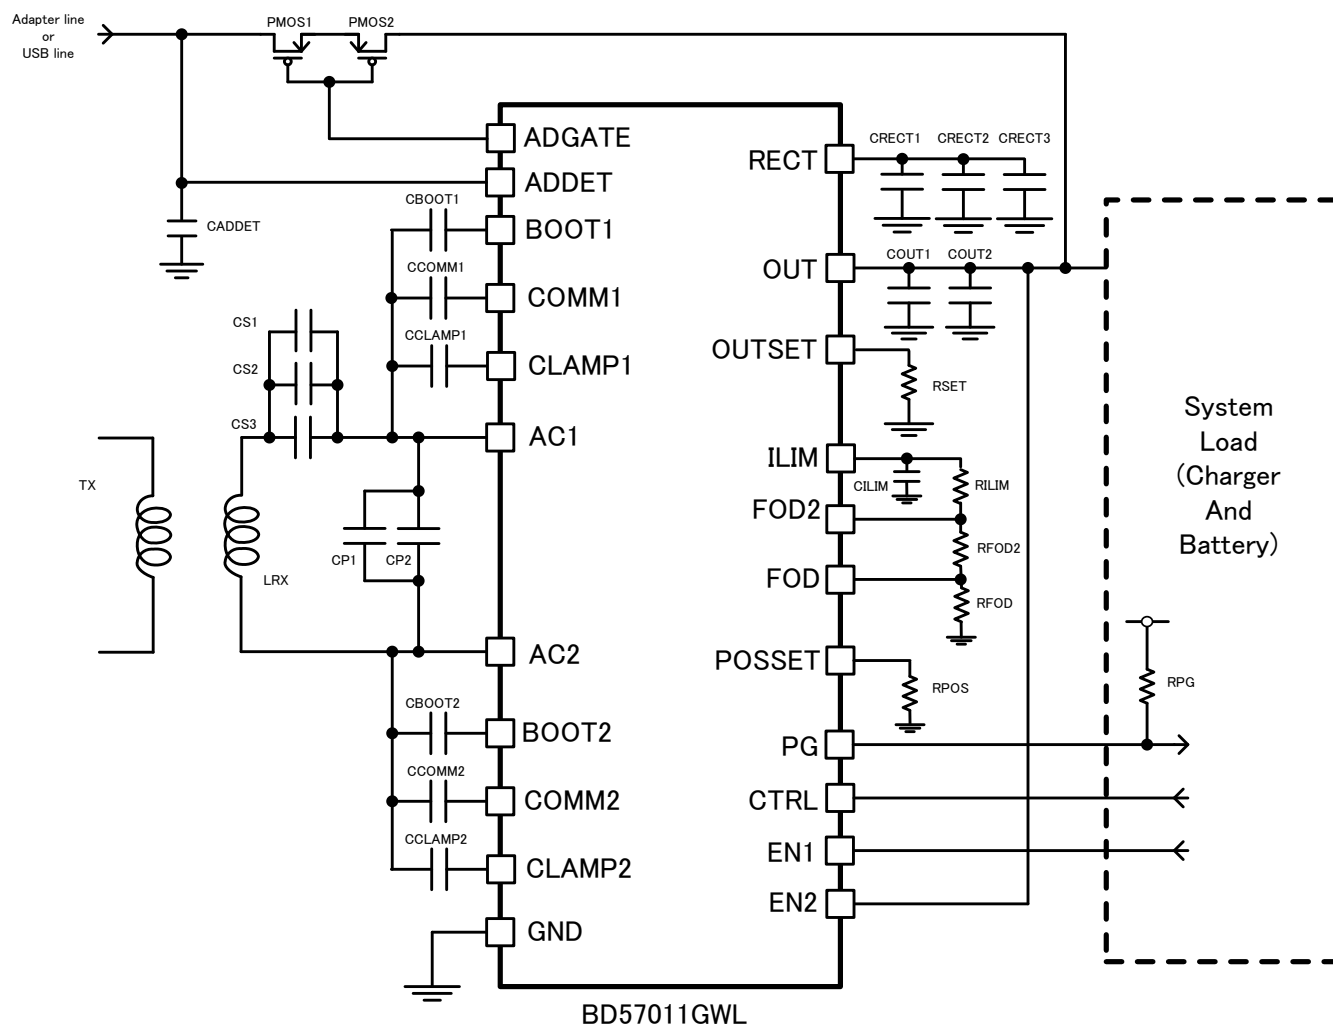 Adapter line
or
USB line
PMOS1
PMOS2
ADGATE
ADDET
CADDET
CBOOT1
BOOT1
CCOMM1
COMM1
CCLAMP1
CLAMP1
CS1
CS2
CS3
AC1
TX
LRX
CP1
CP2
AC2
CBOOT2
BOOT2
CCOMM2
COMM2
CCLAMP2
CLAMP2
GND
RECT
CRECT1
CRECT2
CRECT3
OUT
COUT1
COUT2
OUTSET
RSET
ILIM
CILIM
RILIM
FOD2
RFOD2
FOD
RFOD
POSSET
RPOS
PG
RPG
CTRL
EN1
EN2
System
Load
(Charger
And
Battery)
BD57011GWL